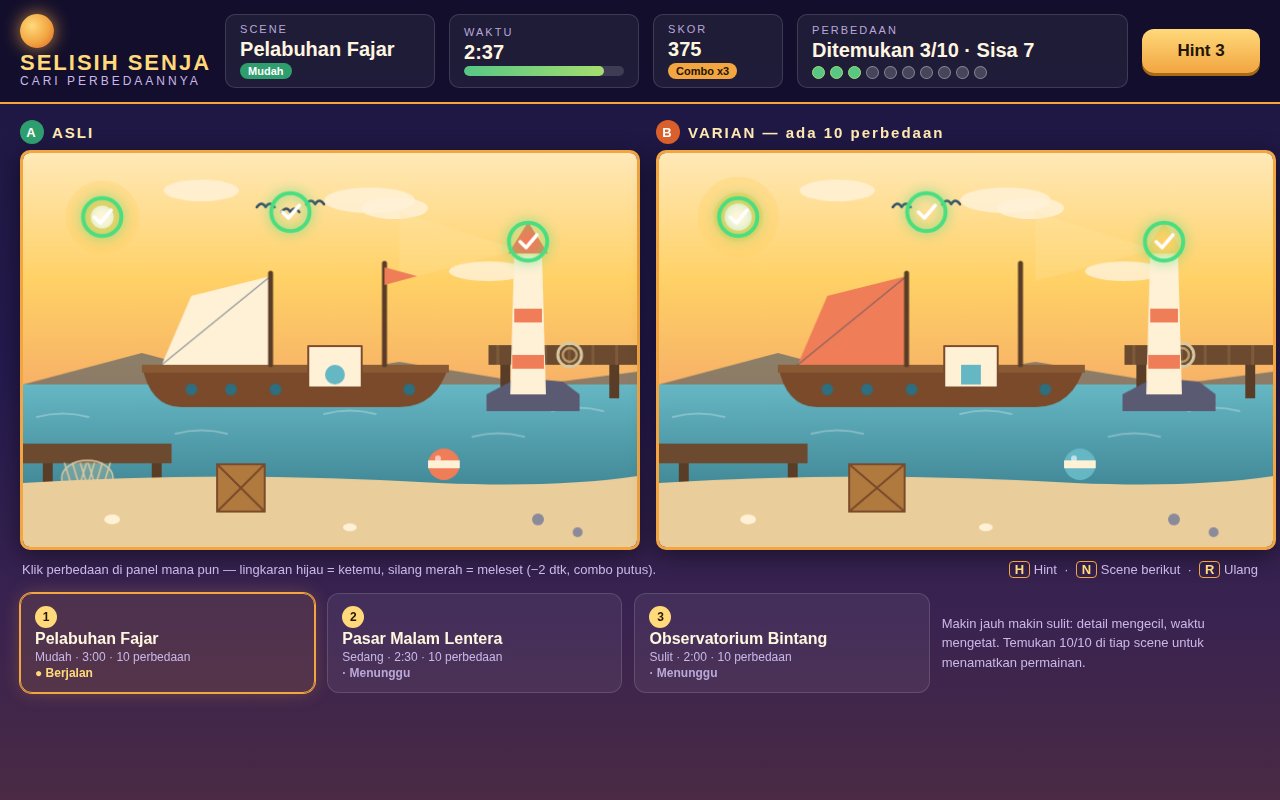 SELISIH SENJA
CARI PERBEDAANNYA
SCENE
Pelabuhan Fajar
Mudah
WAKTU
2:37
SKOR
375
Combo x3
PERBEDAAN
Ditemukan 3/10 · Sisa 7
Hint 3
A ASLI
B VARIAN — ada 10 perbedaan
Klik perbedaan di panel mana pun — lingkaran hijau = ketemu, silang merah = meleset (−2 dtk, combo putus).
H Hint · N Scene berikut · R Ulang
1
Pelabuhan Fajar
Mudah · 3:00 · 10 perbedaan
● Berjalan
2
Pasar Malam Lentera
Sedang · 2:30 · 10 perbedaan
· Menunggu
3
Observatorium Bintang
Sulit · 2:00 · 10 perbedaan
· Menunggu
Makin jauh makin sulit: detail mengecil, waktu
mengetat. Temukan 10/10 di tiap scene untuk
menamatkan permainan.